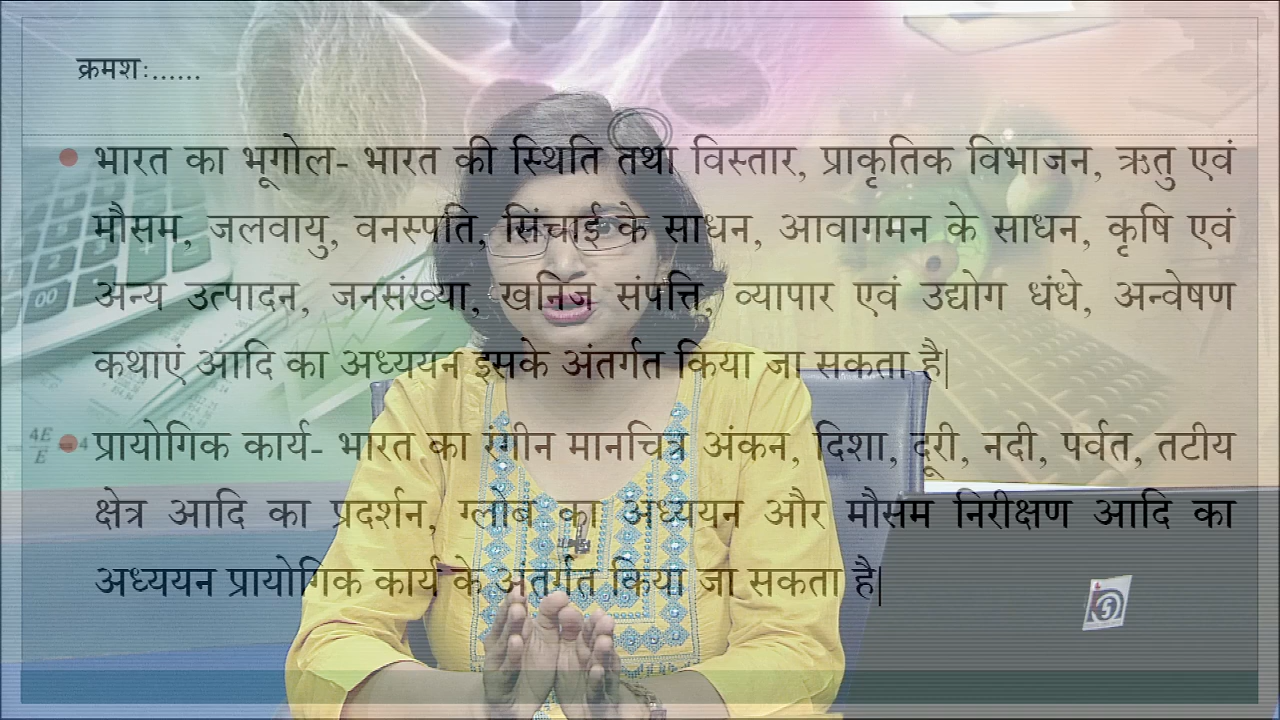 क्रमशः......
भारत का भूगोल- भारत की स्थिति तथा विस्तार, प्राकृतिक विभाजन, ऋतु एवं
मौसम, जलवायु, वनस्पति, सिंचाई के साधन, आवागमन के साधन, कृषि एवं
अन्य उत्पादन, जनसंख्या, खनिज संपत्ति, व्यापार एवं उद्योग धंधे, अन्वेषण
कथाएं आदि का अध्ययन इसके अंतर्गत किया जा सकता है|
प्रायोगिक कार्य- भारत का रंगीन मानचित्र अंकन, दिशा, दूरी, नदी, पर्वत, तटीय
क्षेत्र आदि का प्रदर्शन, ग्लोब का अध्ययन और मौसम निरीक्षण आदि का
अध्ययन प्रायोगिक कार्य के अंतर्गत किया जा सकता है|